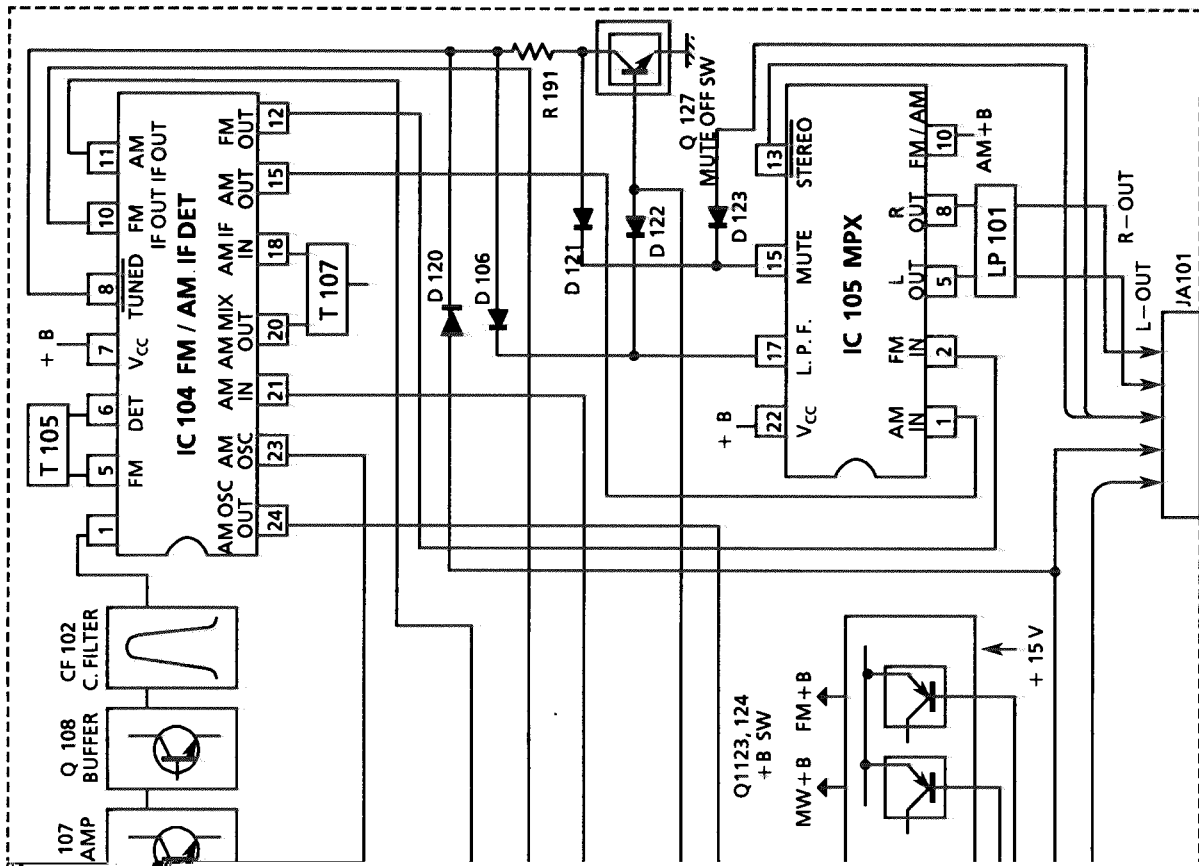 11
AM
IF OUT
10
FM
IF OUT
8
TUNED
+ B
7
VCC
T 105
6
DET
5
FM
1
IC 104 FM / AM. IF DET
FM
OUT
12
AM
OUT
15
AM IF
IN
18
AM MIX
OUT
20
T 107
AM
IN
21
AM
OSC
23
AM OSC
OUT
24
CF 102
C. FILTER
Q 108
BUFFER
107
AMP
R 191
Q 127
MUTE OFF SW
D 120
D 106
D 121
D 122
D 123
13
STEREO
15
MUTE
17
L. P. F.
+ B
22
VCC
IC 105 MPX
FM / AM
10
AM+B
R
OUT
8
L
OUT
5
LP 101
FM
IN
2
AM
IN
1
R-OUT
L-OUT
JA101
Q1123, 124
+B SW
FM+B
MW+B
+ 15 V